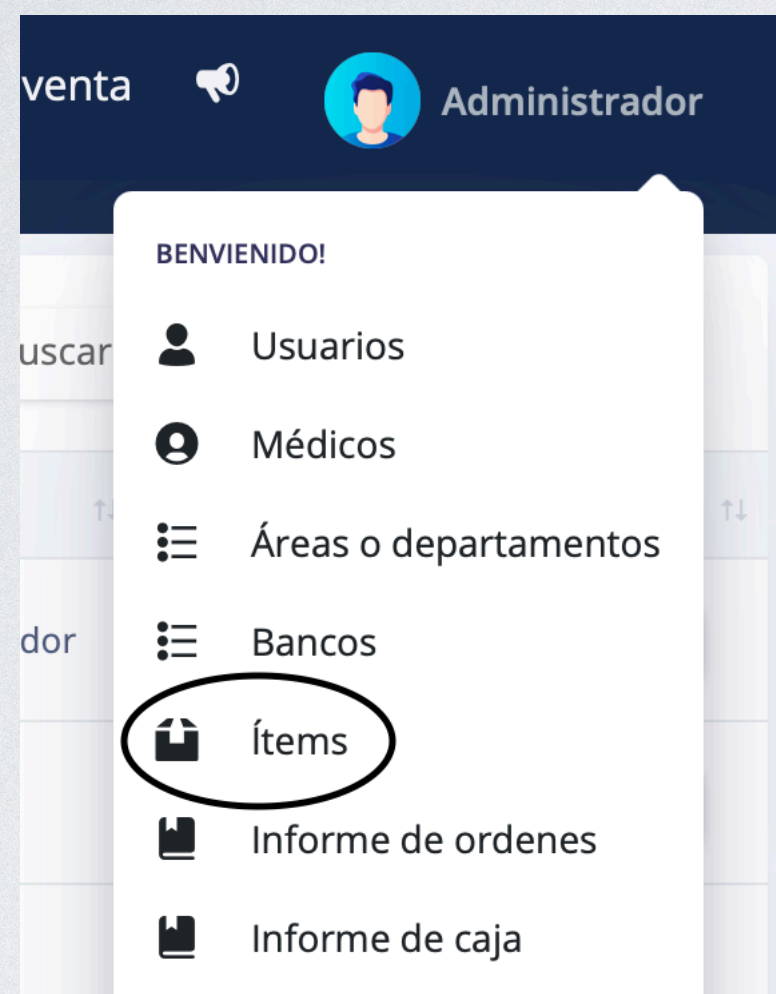 venta
Administrador
BENVIENIDO!
uscar
Usuarios
Médicos
Áreas o departamentos
dor
Bancos
Ítems
Informe de ordenes
Informe de caja